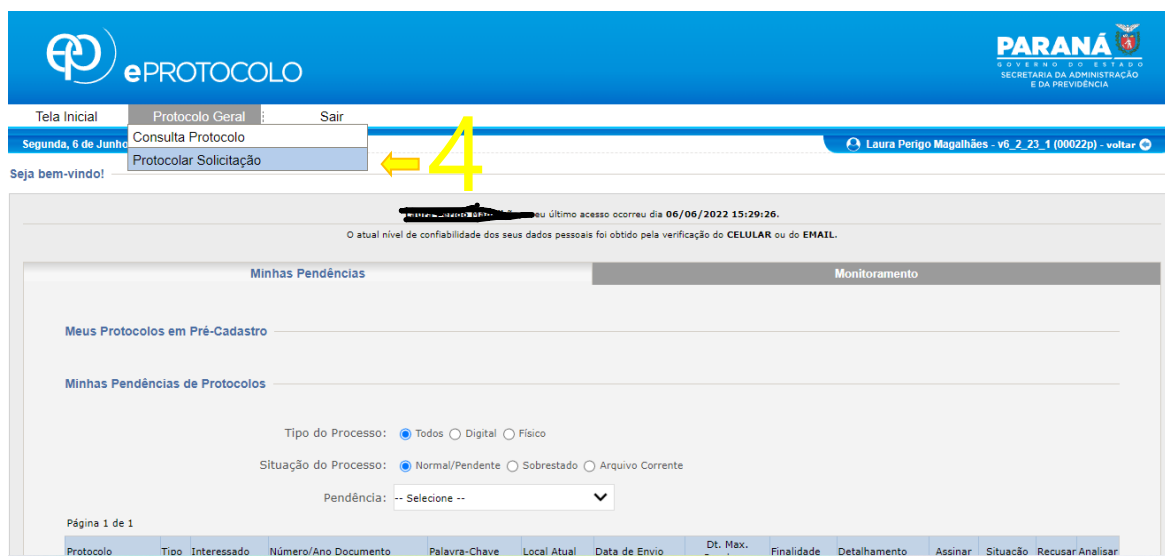 ep ePROTOCOLO
PARANÁ
GOVERNO DO ESTADO
SECRETARIA DA ADMINISTRAÇÃO
E DA PREVIDÊNCIA
Tela Inicial Protocolo Geral Sair
Consulta Protocolo
Segunda, 6 de Junho Laura Perigo Magalhães - v6_2_23_1 (00022p) - voltar
Protocolar Solicitação
4
Seja bem-vindo!
eu último acesso ocorreu dia 06/06/2022 15:29:26.
O atual nível de confiabilidade dos seus dados pessoais foi obtido pela verificação do CELULAR ou do EMAIL.
Minhas Pendências Monitoramento
Meus Protocolos em Pré-Cadastro
Minhas Pendências de Protocolos
Tipo do Processo: Todos Digital Físico
Situação do Processo: Normal/Pendente Sobrestado Arquivo Corrente
Pendência: -- Selecione --
Página 1 de 1
Protocolo Tipo Interessado Número/Ano Documento Palavra-Chave Local Atual Data de Envio Dt. Max. Finalidade Detalhamento Assinar Situação Recusar Analisar